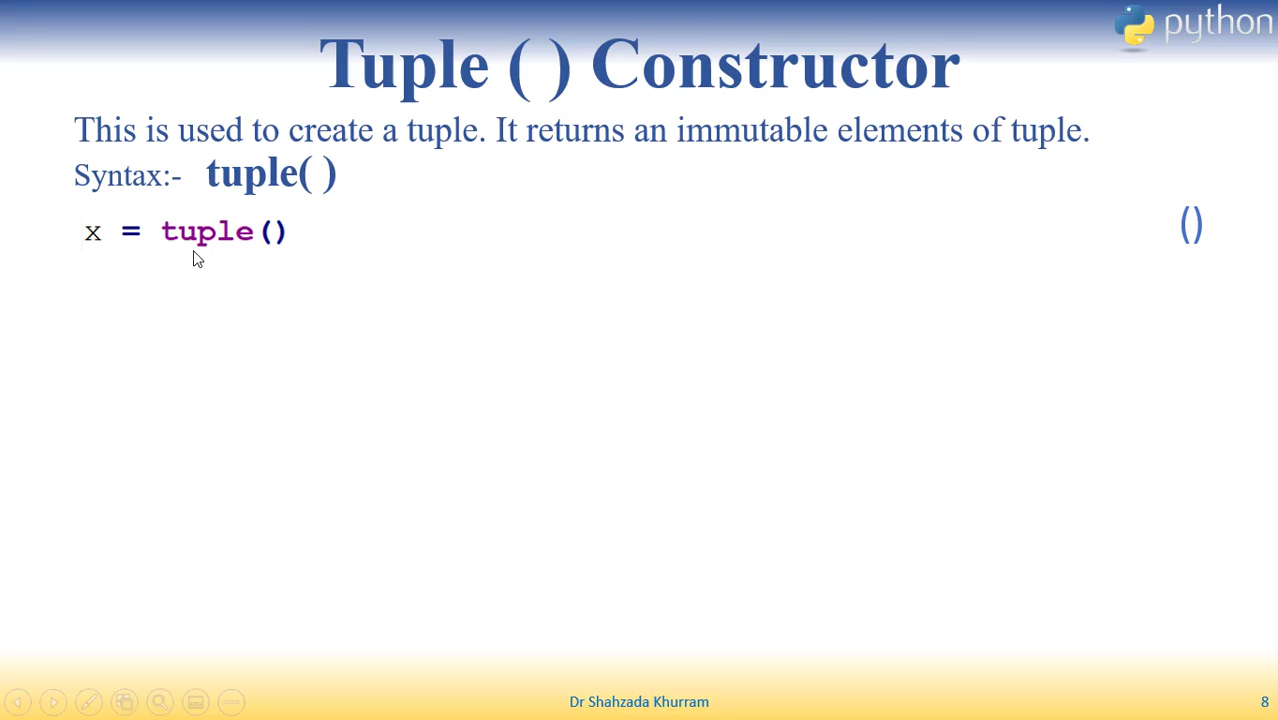 python
Tuple ( ) Constructor
This is used to create a tuple. It returns an immutable elements of tuple.
Syntax:- tuple( )
x = tuple() ()
Dr Shahzada Khurram 8